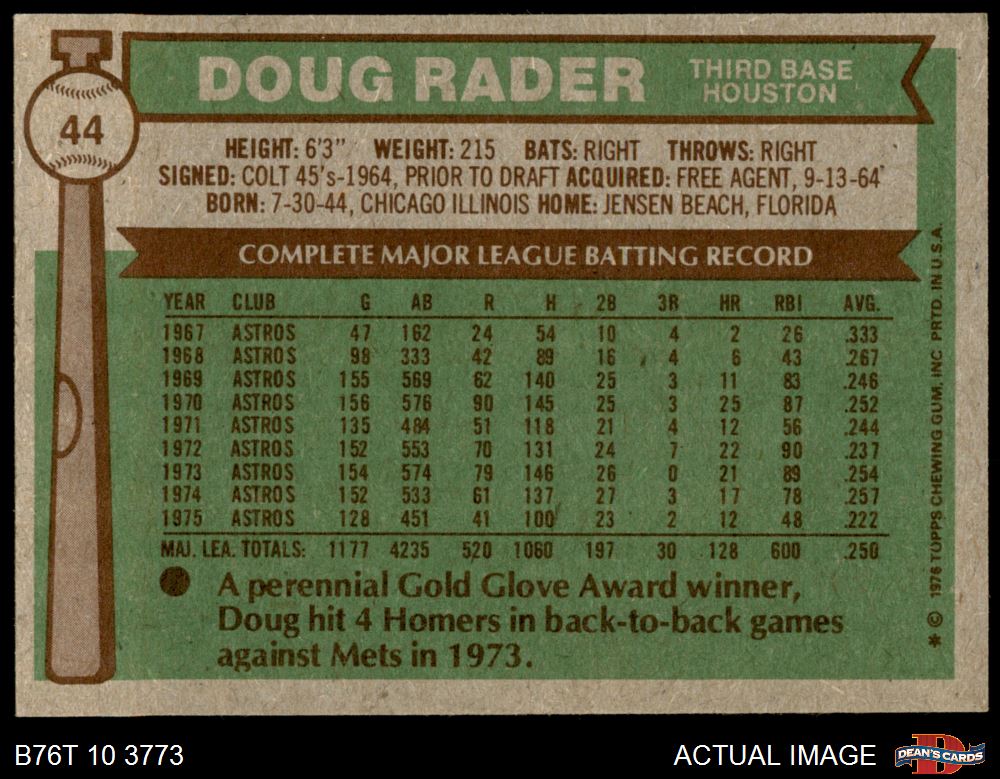 DOUG RADER
THIRD BASE
HOUSTON
44
HEIGHT: 6'3" WEIGHT: 215 BATS: RIGHT THROWS: RIGHT
SIGNED: COLT 45's-1964, PRIOR TO DRAFT ACQUIRED: FREE AGENT, 9-13-64
BORN: 7-30-44, CHICAGO ILLINOIS HOME: JENSEN BEACH, FLORIDA
COMPLETE MAJOR LEAGUE BATTING RECORD
YEAR CLUB G AB R H 2B 3R HR RBI AVG.
1967 ASTROS 47 162 24 54 10 4 2 26 .333
1968 ASTROS 98 333 42 89 16 4 6 43 .267
1969 ASTROS 155 569 62 140 25 3 11 83 .246
1970 ASTROS 156 576 90 145 25 3 25 87 .252
1971 ASTROS 135 484 51 118 21 4 12 56 .244
1972 ASTROS 152 553 70 131 24 7 22 90 .237
1973 ASTROS 154 574 79 146 26 0 21 89 .254
1974 ASTROS 152 533 61 137 27 3 17 78 .257
1975 ASTROS 128 451 41 100 23 2 12 48 .222
MAJ. LEA. TOTALS: 1177 4235 520 1060 197 30 128 600 .250
A perennial Gold Glove Award winner,
Doug hit 4 Homers in back-to-back games
against Mets in 1973.
* © 1976 TOPPS CHEWING GUM, INC PRTD. IN U.S.A.
B76T 10 3773
ACTUAL IMAGE
DEAN'S CARDS